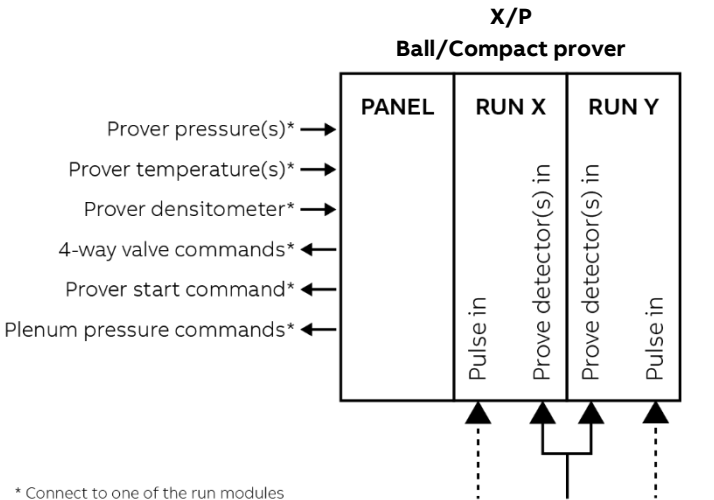 X/P
Ball/Compact prover
PANEL
RUN X
RUN Y
Prover pressure(s)*
Prover temperature(s)*
Prover densitometer*
4-way valve commands*
Prover start command*
Plenum pressure commands*
Pulse in
Prove detector(s) in
Prove detector(s) in
Pulse in
* Connect to one of the run modules